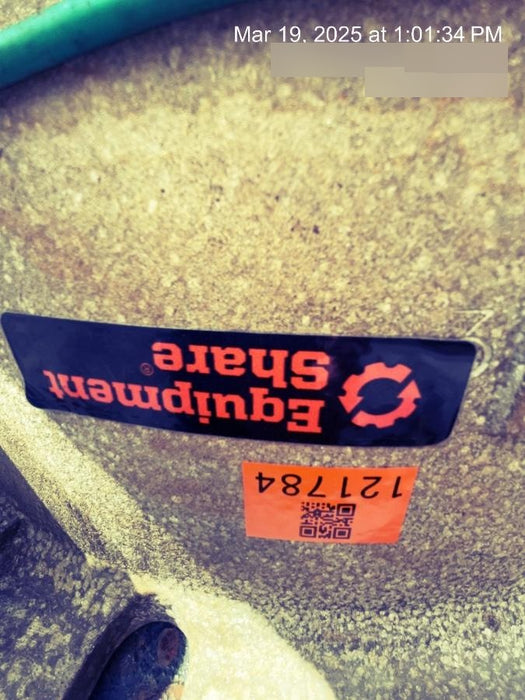 Mar 19, 2025 at 1:01:34 PM
Equipment
Share®
121784